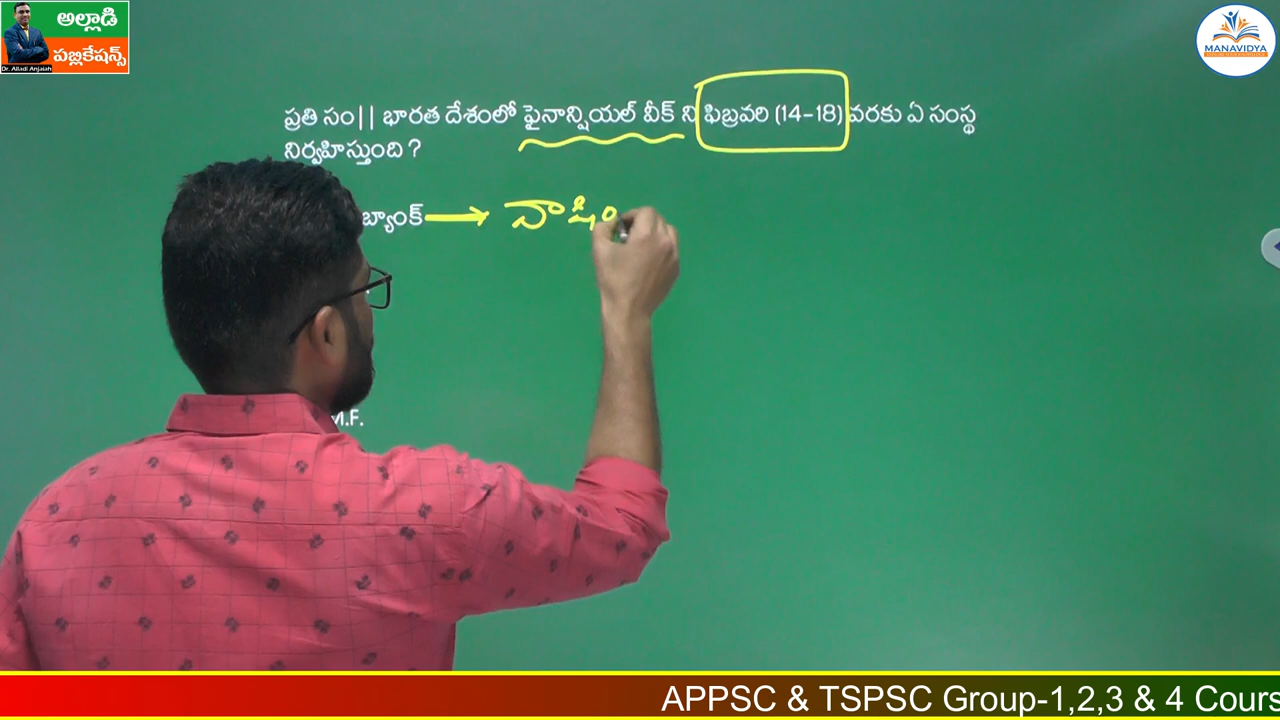 అల్లాడి
పబ్లికేషన్స్
Dr. Alladi Anjaiah
MANAVIDYA
ప్రతి సం|| భారత దేశంలో ఫైనాన్షియల్ వీక్ ని ఫిబ్రవరి (14-18) వరకు ఏ సంస్థ
నిర్వహిస్తుంది ?
బ్యాంక్ → వాషిం
M.F.
APPSC & TSPSC Group-1,2,3 & 4 Cours